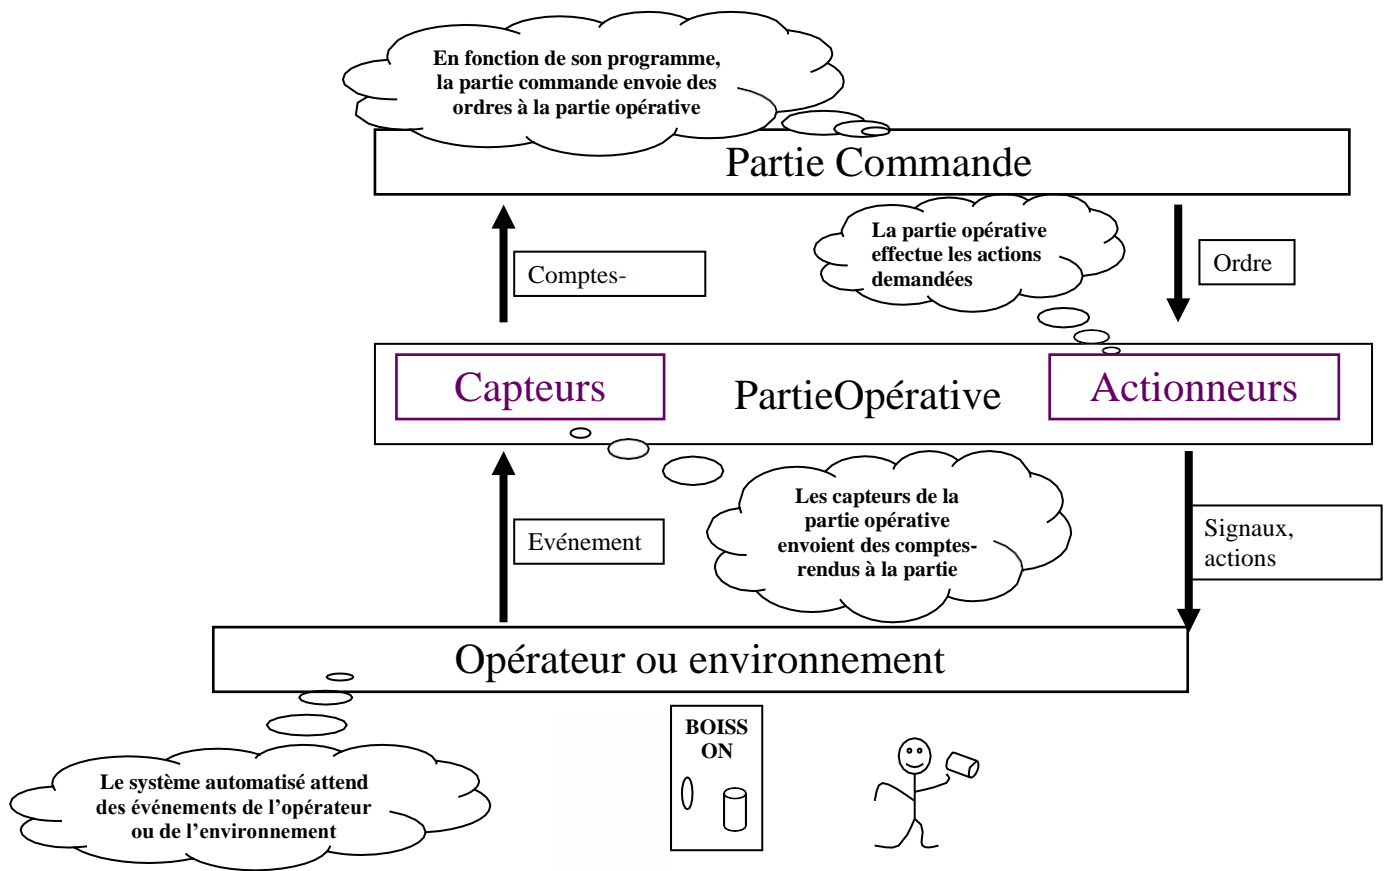 En fonction de son programme,
la partie commande envoie des
ordres à la partie opérative
Partie Commande
La partie opérative
effectue les actions
demandées
Comptes-
Ordre
Capteurs
PartieOpérative
Actionneurs
Les capteurs de la
partie opérative
envoient des comptes-
rendus à la partie
Evénement
Signaux,
actions
Opérateur ou environnement
BOISS
ON
Le système automatisé attend
des événements de l’opérateur
ou de l’environnement